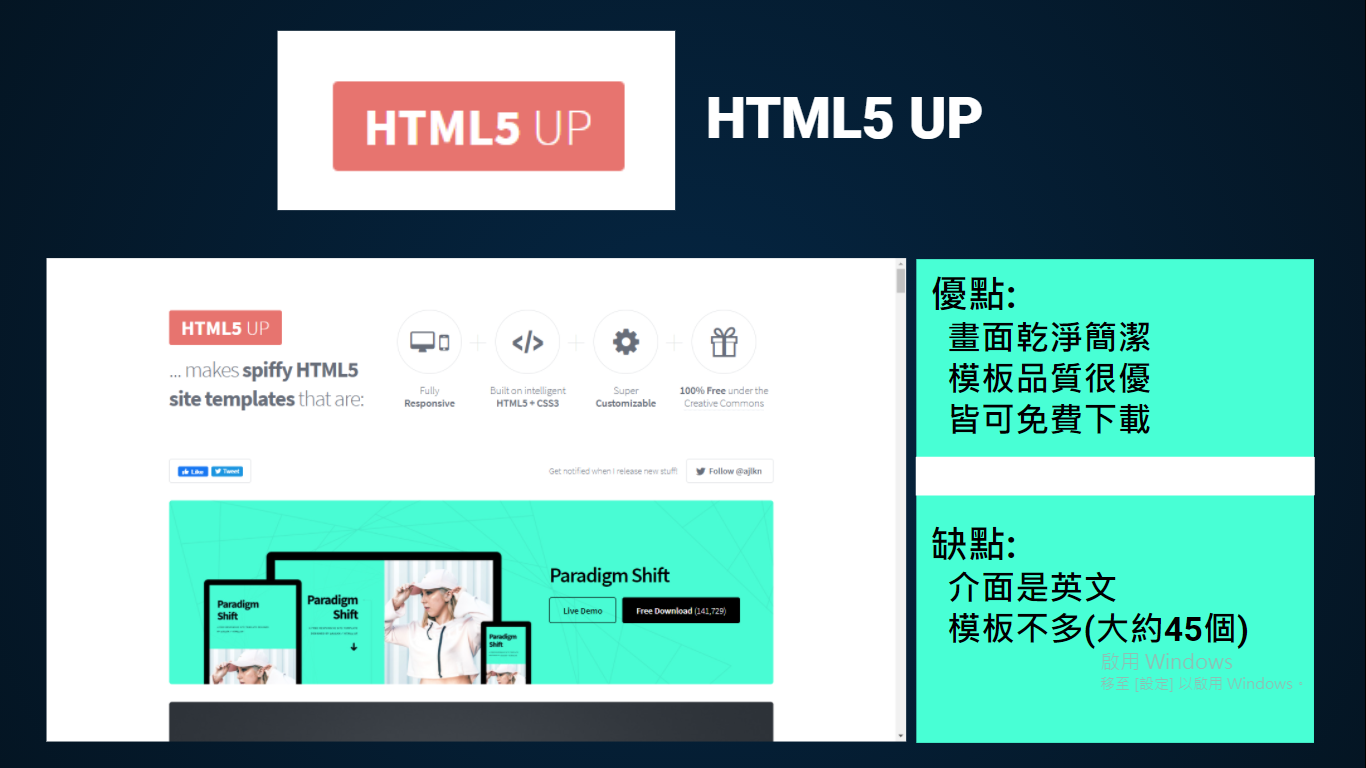 HTML5 UP
HTML5 UP
HTML5 UP
... makes spiffy HTML5
site templates that are:
Fully
Responsive
Built on intelligent
HTML5 + CSS3
Super
Customizable
100% Free under the
Creative Commons
Like
Tweet
Get notified when I release new stuff!
Follow @ajlkn
Paradigm
Shift
Paradigm
Shift
Paradigm
Shift
Paradigm Shift
Live Demo
Free Download (141,729)
優點:
畫面乾淨簡潔
模板品質很優
皆可免費下載
缺點:
介面是英文
模板不多(大約45個)
啟用 Windows
移至 [設定] 以啟用 Windows。